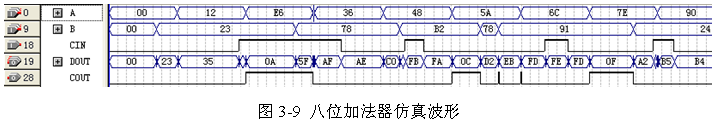 0 A 00 12 E6 36 48 5A 6C 7E 90
9 B 00 23 78 B2 78 91 24
18 CIN
19 DOUT 00 23 35 0A 5F AF AE C0 FB FA 0C D2 EB FD FE FD 0F A2 B5 B4
28 COUT
图 3-9 八位加法器仿真波形